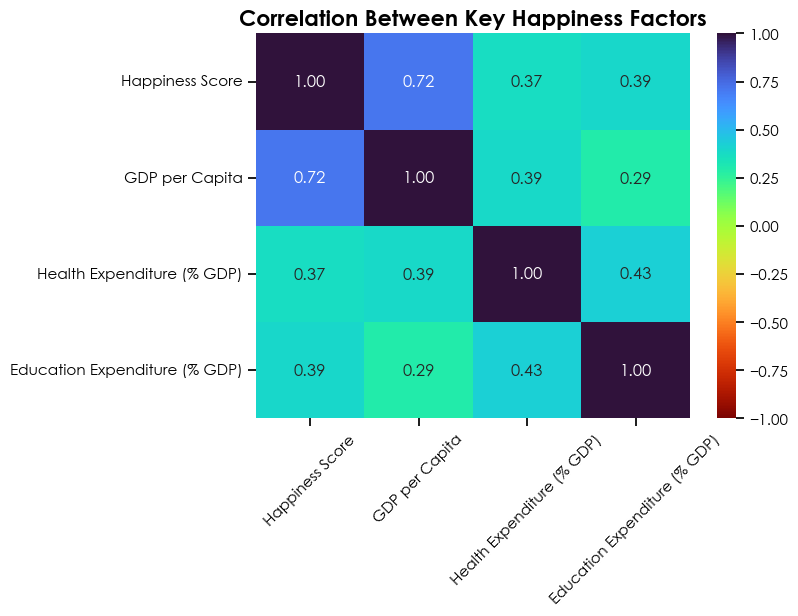 Correlation Between Key Happiness Factors
Happiness Score
1.00
0.72
0.37
0.39
GDP per Capita
0.72
1.00
0.39
0.29
Health Expenditure (% GDP)
0.37
0.39
1.00
0.43
Education Expenditure (% GDP)
0.39
0.29
0.43
1.00
Happiness Score
GDP per Capita
Health Expenditure (% GDP)
Education Expenditure (% GDP)
1.00
0.75
0.50
0.25
0.00
−0.25
−0.50
−0.75
−1.00